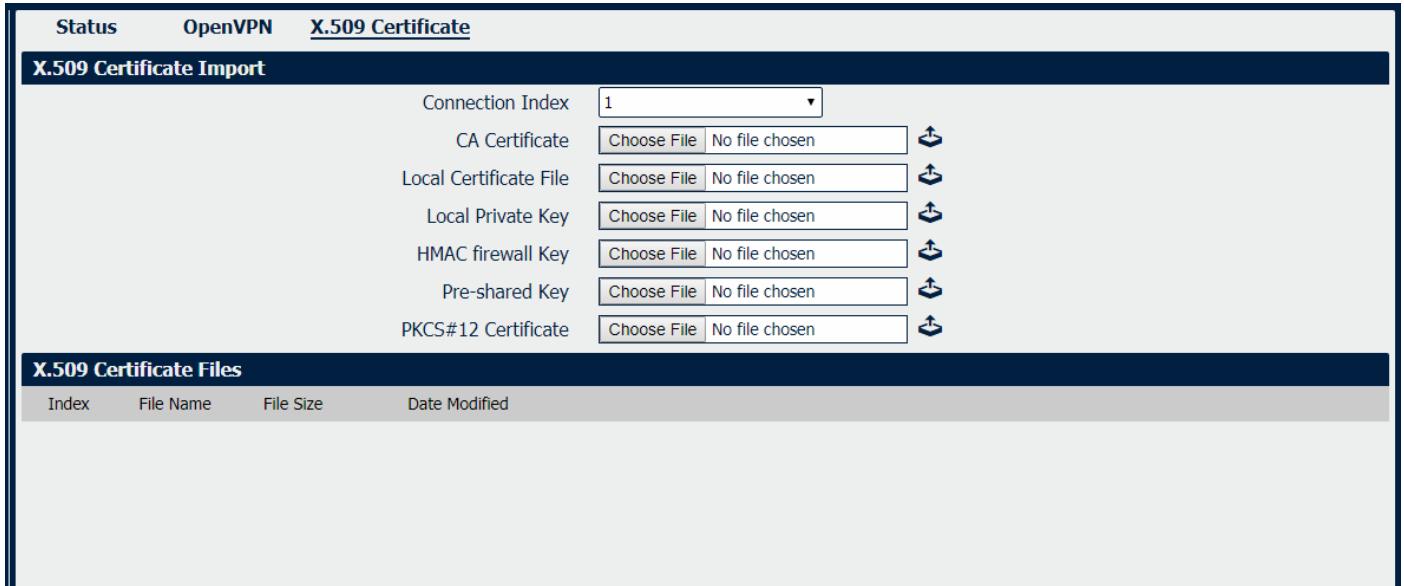 Status OpenVPN X.509 Certificate
X.509 Certificate Import
Connection Index 1
CA Certificate Choose File No file chosen
Local Certificate File Choose File No file chosen
Local Private Key Choose File No file chosen
HMAC firewall Key Choose File No file chosen
Pre-shared Key Choose File No file chosen
PKCS#12 Certificate Choose File No file chosen
X.509 Certificate Files
Index File Name File Size Date Modified